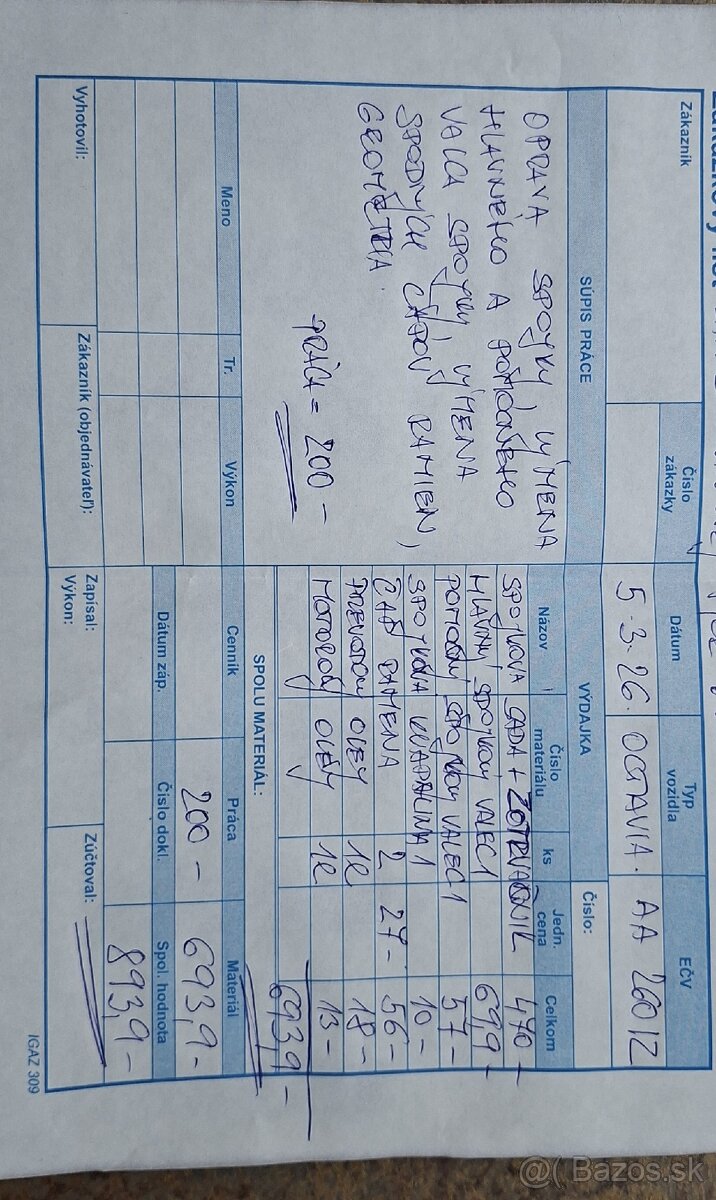 Zákazkový list
Zákazník
Číslo zákazky
Dátum
Typ vozidla
EČV
5.3.26.
OCTAVIA.
AA 260IZ
SÚPIS PRÁCE
VÝDAJKA
Číslo:
OPRAVA SPOJKY, VÝMENA
HLAVNÉHO A POMOCNÉHO
VALCA SPOJKY, VÝMENA
SPODNÝCH ČAPOV RAMIEN,
GEOMETRIA.
PRÁCA = 200 -
Názov
Číslo materiálu
ks
Jedn. cena
Celkom
SPOJKOVA SADA + ZOTRVAČNIK 470 -
HLAVNÝ SPOJKOVÝ VALEC 1 69,9 -
POMOCNÝ SPOJKOVÝ VALEC 1 57 -
SPOJKOVA KVAPALINA 1 10 -
ČAP RAMENA 2 27 - 56 -
PREVODOVÝ OLEJ 1l 18 -
MOTOROVÝ OLEJ 1l 13 -
693,9 -
SPOLU MATERIÁL:
Meno
Tr.
Výkon
Cenník
Práca
Materiál
200 -
693,9 -
Dátum záp.
Číslo dokl.
Spol. hodnota
893,9 -
Vyhotovil:
Zákazník (objednávateľ):
Zapísal:
Výkon:
Zúčtoval:
IGAZ 309
@( Bazos.sk